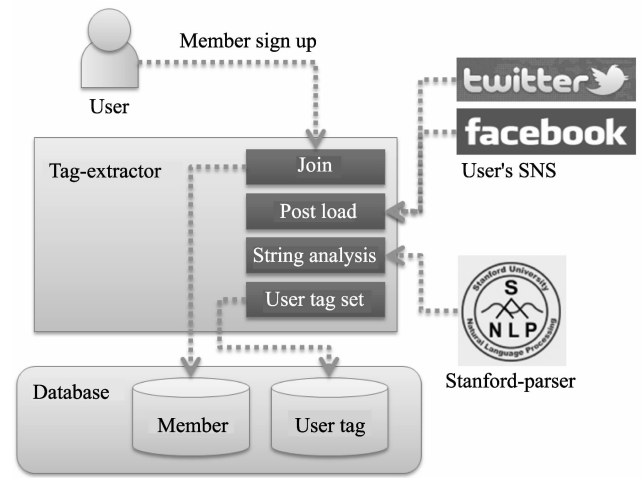 Member sign up
User
twitter
facebook
User's SNS
Tag-extractor
Join
Post load
String analysis
User tag set
Stanford University
S
NLP
Natural Language Processing
Stanford-parser
Database
Member
User tag